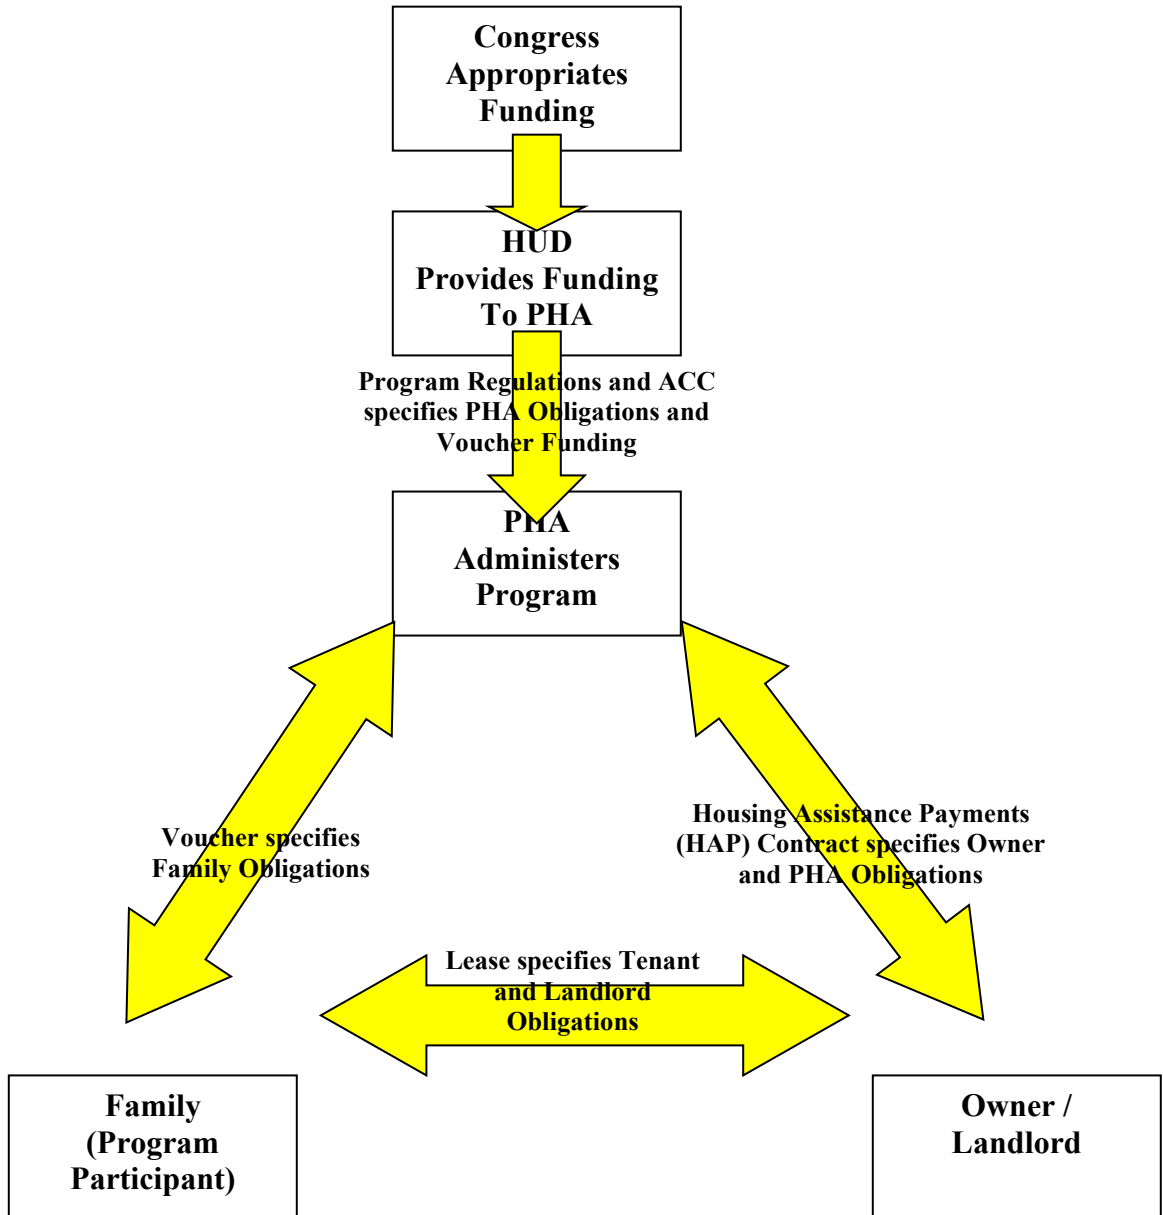 Congress
Appropriates
Funding
HUD
Provides Funding
To PHA
Program Regulations and ACC
specifies PHA Obligations and
Voucher Funding
PHA
Administers
Program
Voucher specifies
Family Obligations
Housing Assistance Payments
(HAP) Contract specifies Owner
and PHA Obligations
Lease specifies Tenant
and Landlord
Obligations
Family
(Program
Participant)
Owner /
Landlord